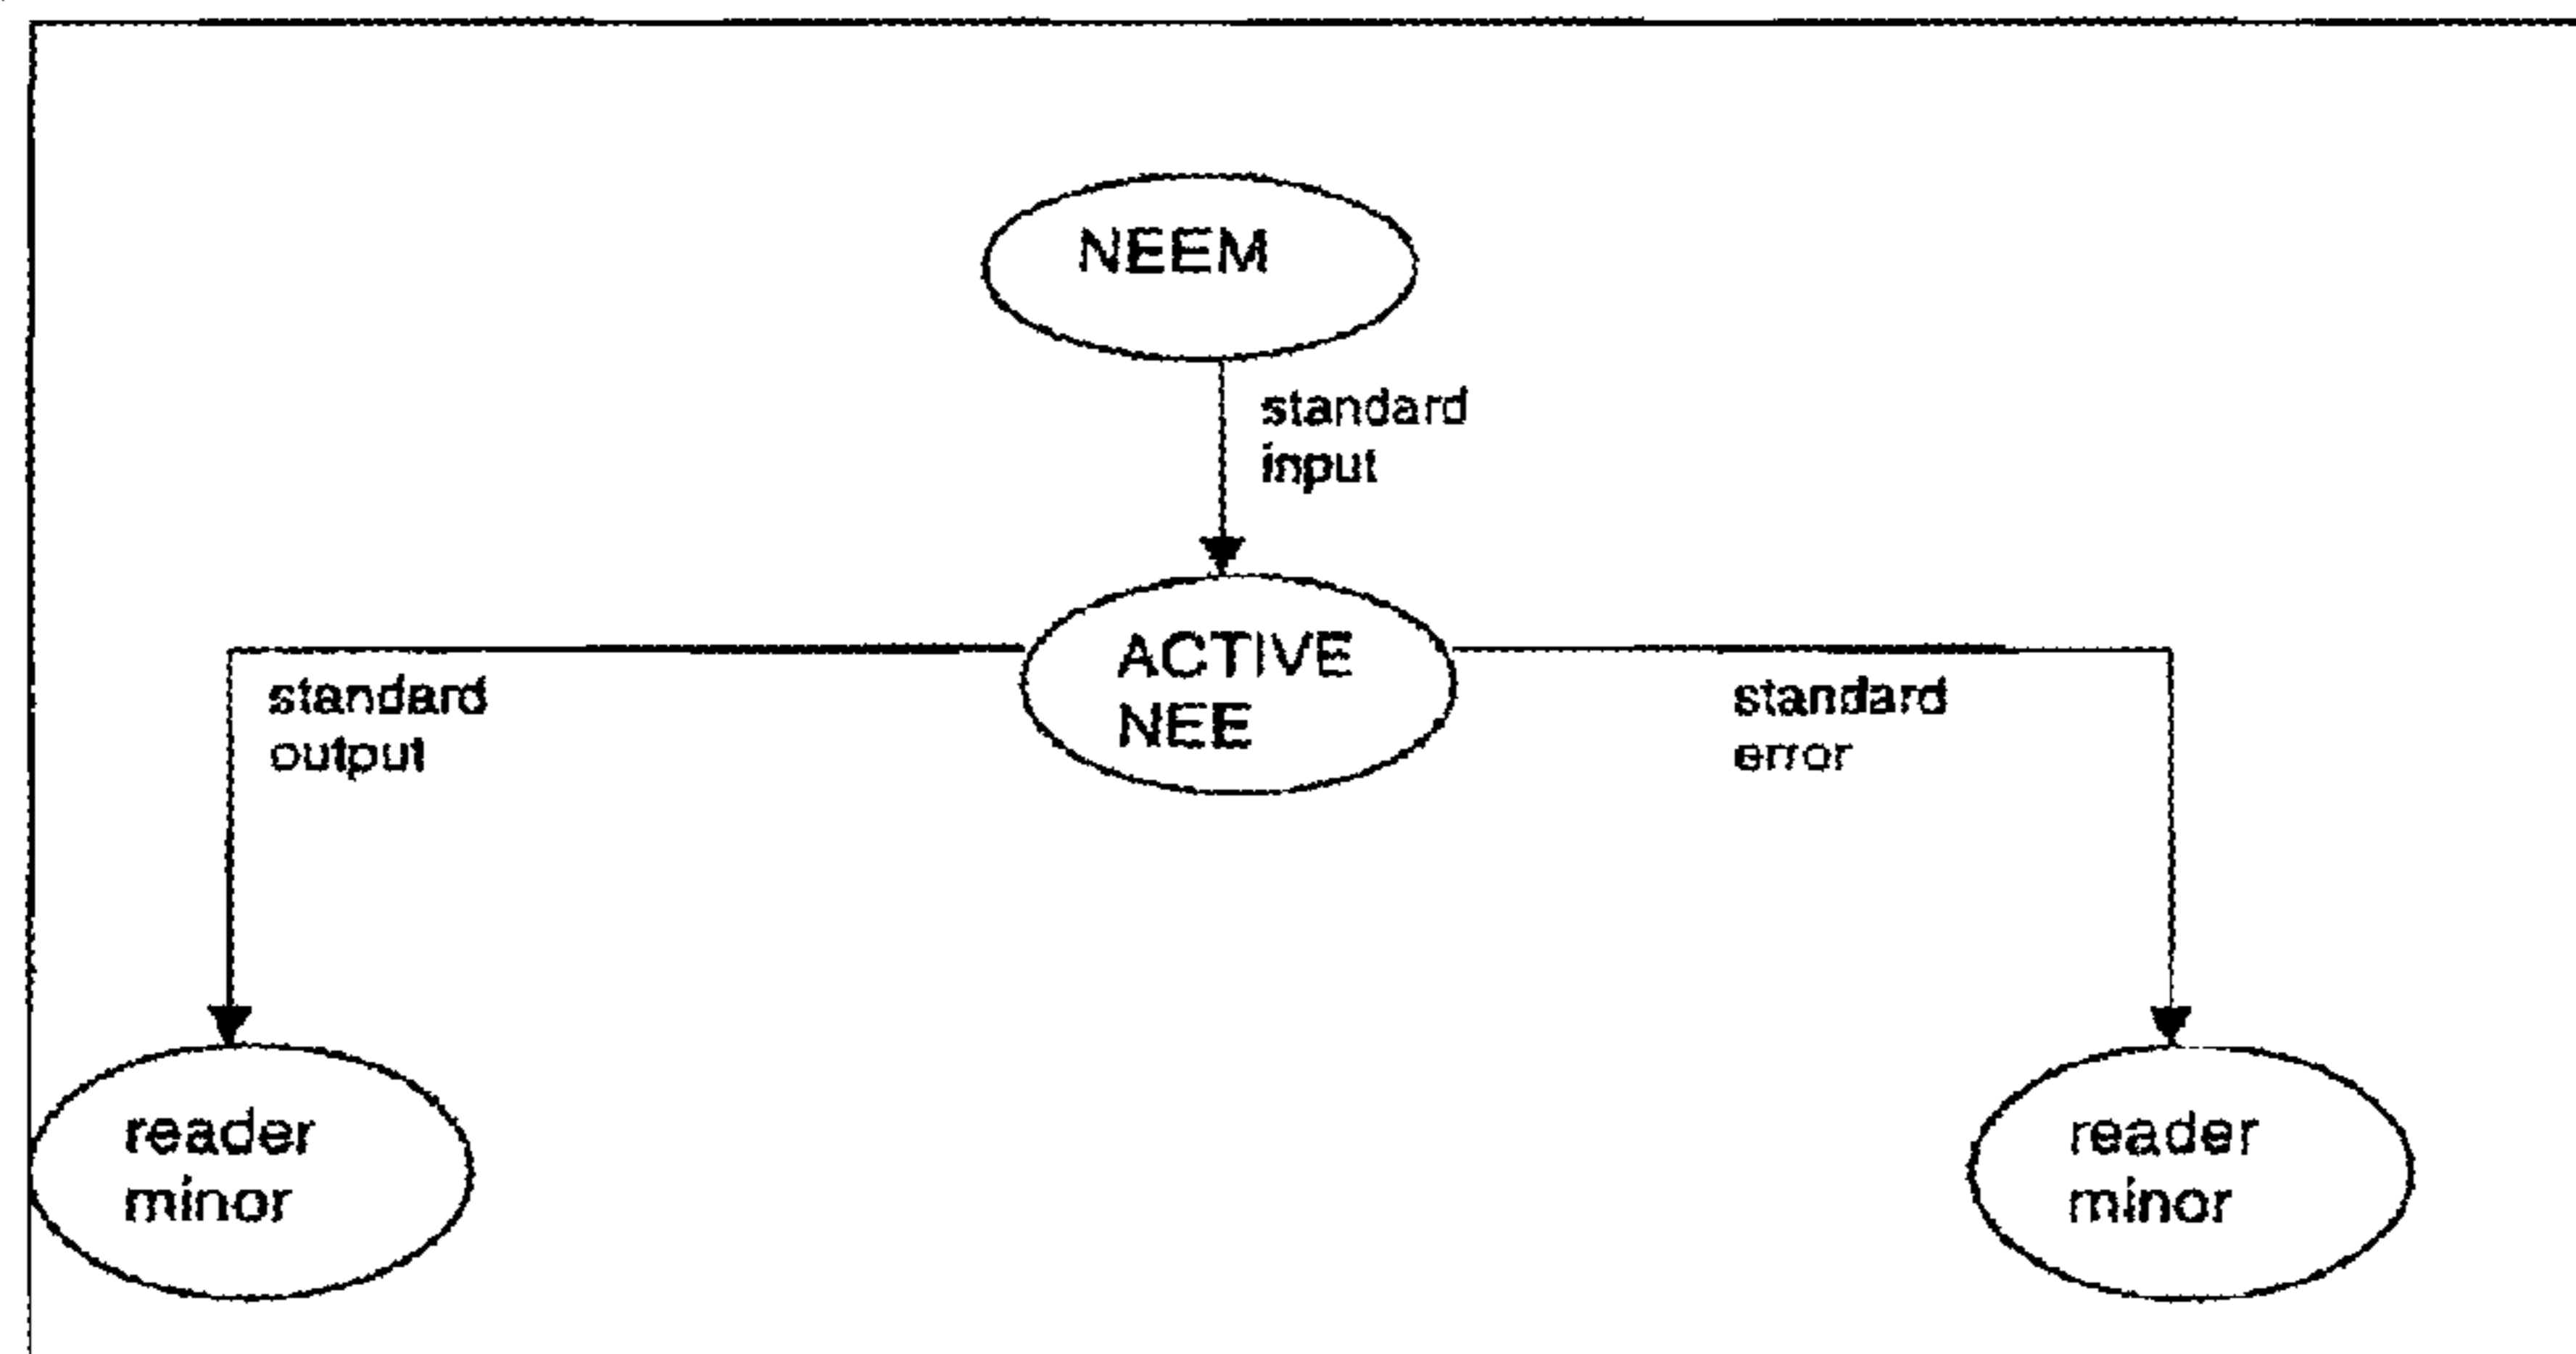 NEEM
standard
input
ACTIVE
NEE
standard
output
standard
error
reader
minor
reader
minor